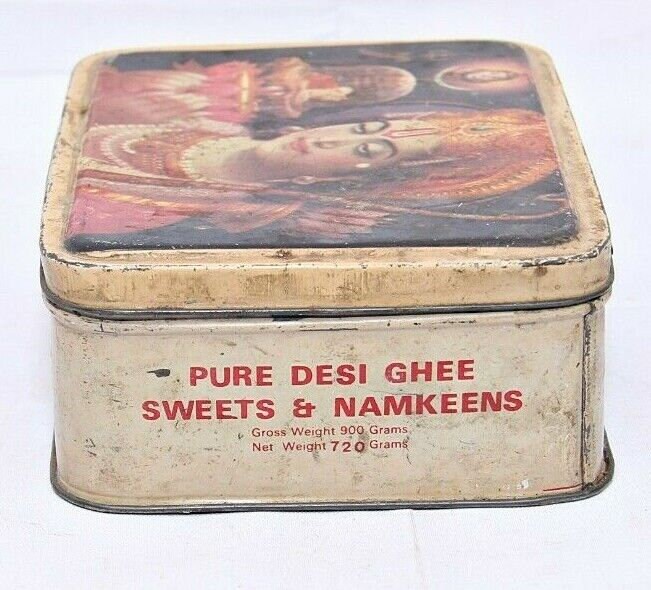 PURE DESI GHEE
SWEETS & NAMKEENS
Gross Weight 900 Grams
Net Weight 720 Grams